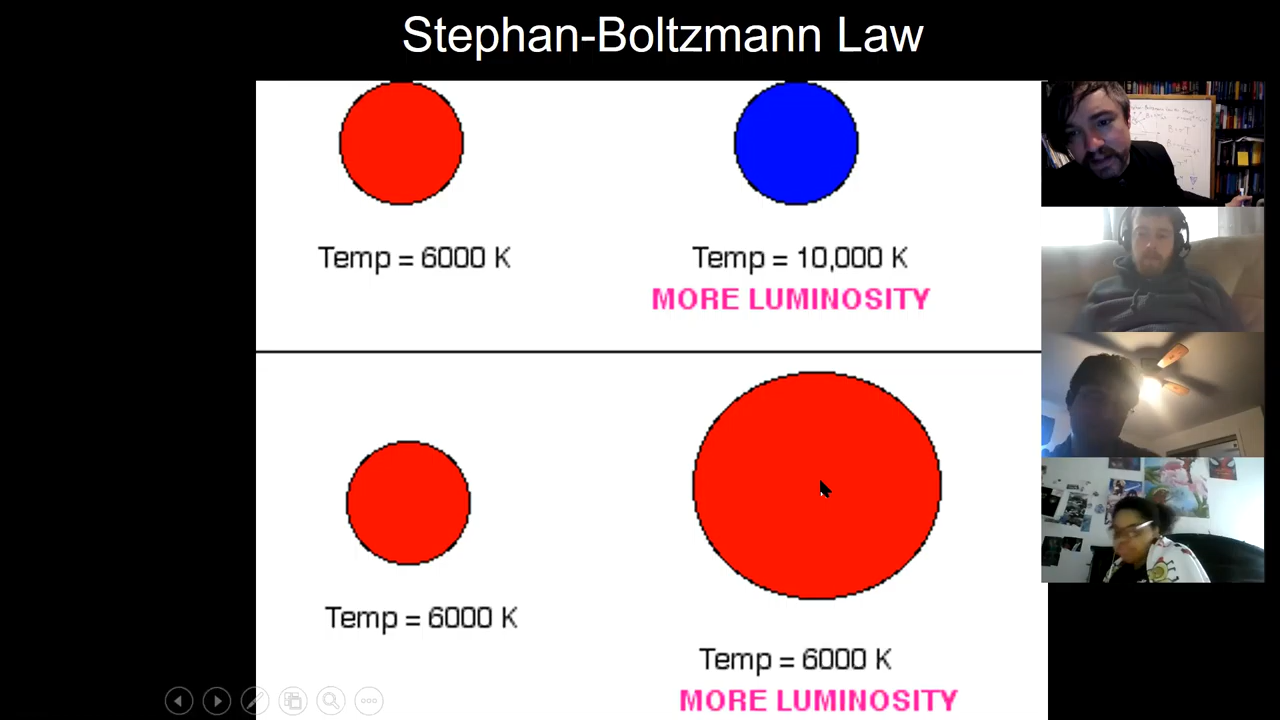 Stephan-Boltzmann Law
Temp = 6000 K
Temp = 10,000 K
MORE LUMINOSITY
Temp = 6000 K
Temp = 6000 K
MORE LUMINOSITY